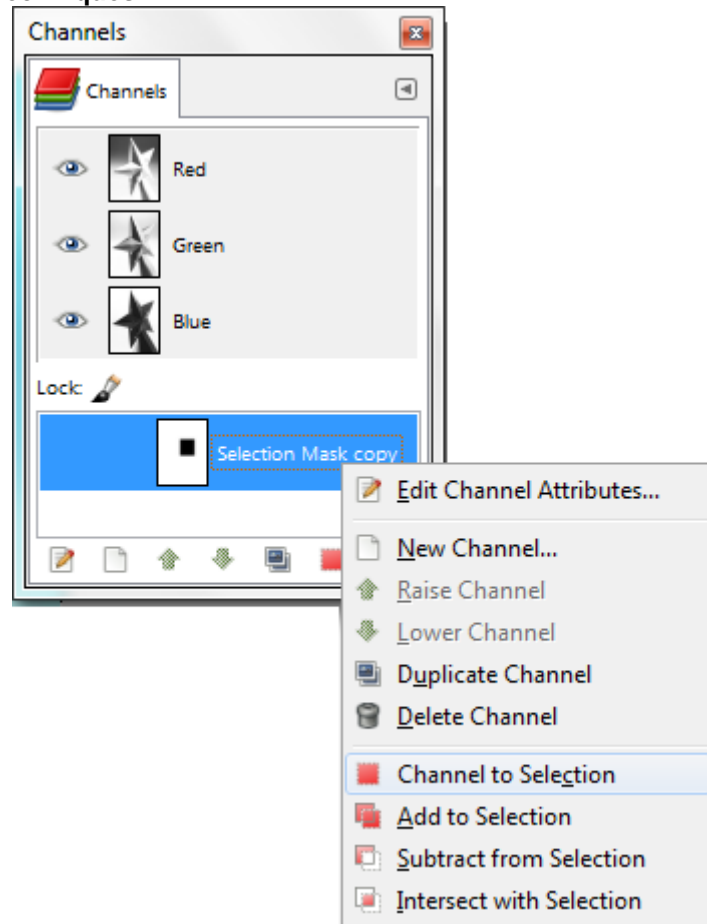 Channels
Channels
Red
Green
Blue
Lock:
Selection Mask copy
Edit Channel Attributes...
New Channel...
Raise Channel
Lower Channel
Duplicate Channel
Delete Channel
Channel to Selection
Add to Selection
Subtract from Selection
Intersect with Selection